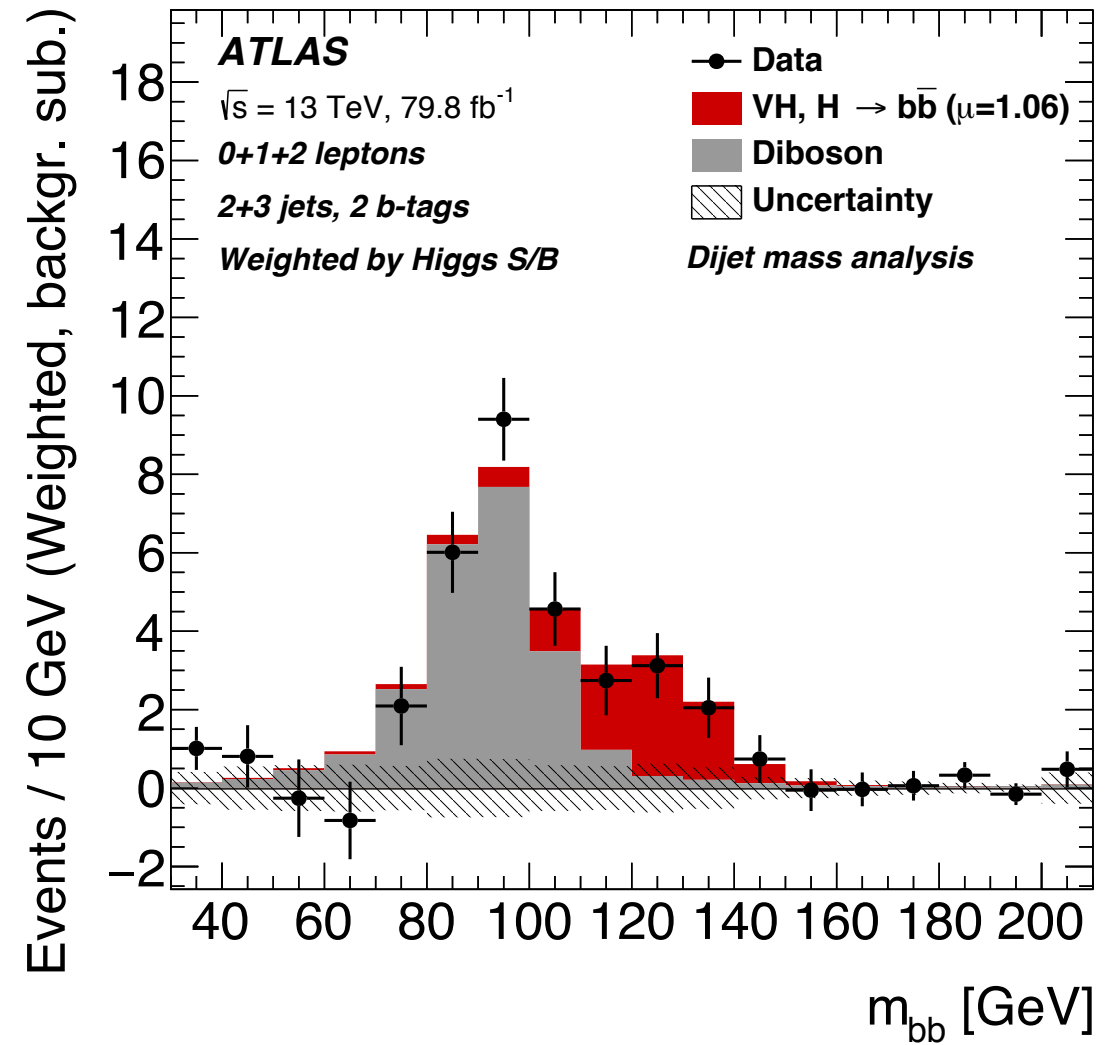 Events / 10 GeV (Weighted, backgr. sub.)
18
16
14
12
10
8
6
4
2
0
−2
ATLAS
√s = 13 TeV, 79.8 fb⁻¹
0+1+2 leptons
2+3 jets, 2 b-tags
Weighted by Higgs S/B
Data
VH, H → bb̅ (μ=1.06)
Diboson
Uncertainty
Dijet mass analysis
40 60 80 100 120 140 160 180 200
m_bb [GeV]